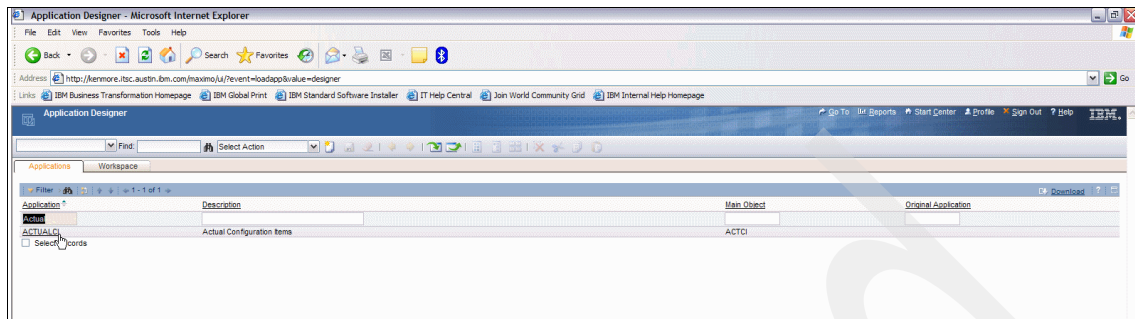 Application Designer - Microsoft Internet Explorer
File Edit View Favorites Tools Help
Back Search Favorites
Address http://kenmore.itsc.austin.ibm.com/maximo/ui/?event=loadapp&value=designer Go
Links IBM Business Transformation Homepage IBM Global Print IBM Standard Software Installer IT Help Central Join World Community Grid IBM Internal Help Homepage
Application Designer Go To Reports Start Center Profile Sign Out ? Help IBM.
Find: Select Action
Applications Workspace
Filter 1 - 1 of 1 Download ?
Application Description Main Object Original Application
Actual
ACTUALCI Actual Configuration Items ACTCI
Select Records